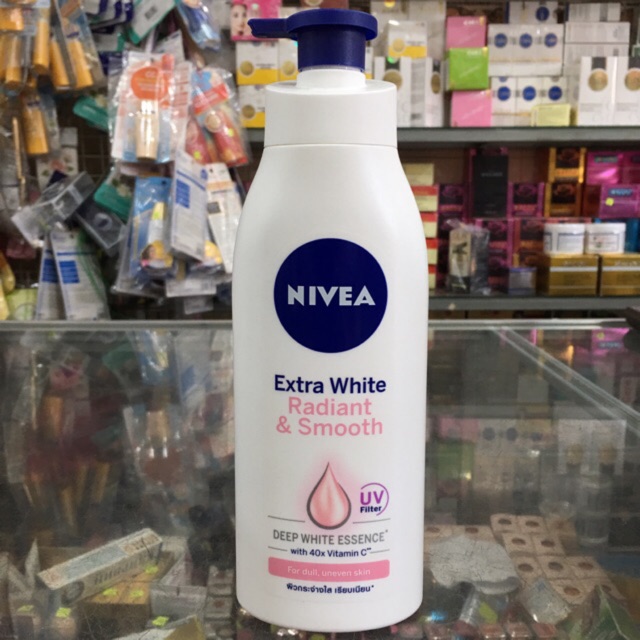 NIVEA
Extra White
Radiant
& Smooth
UV
Filter
DEEP WHITE ESSENCE*
with 40x Vitamin C**
For dull, uneven skin
ผิวกระจ่างใส เรียบเนียน*